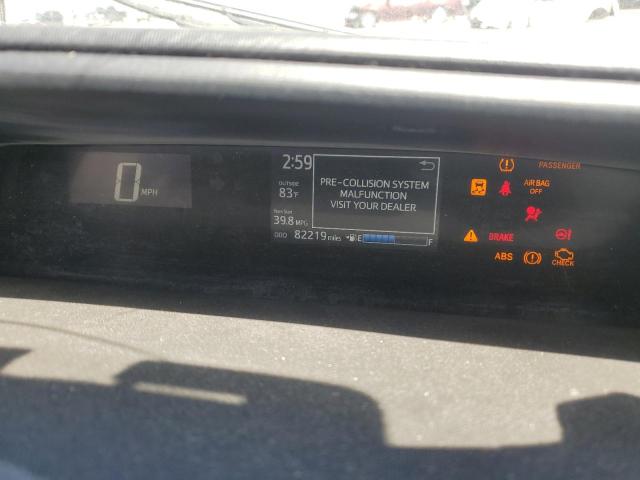 0 MPH
2:59
OUTSIDE
83°F
39.8 MPG
ODO 82219 miles
E F
PRE-COLLISION SYSTEM
MALFUNCTION
VISIT YOUR DEALER
PASSENGER
AIR BAG
OFF
BRAKE
ABS
CHECK